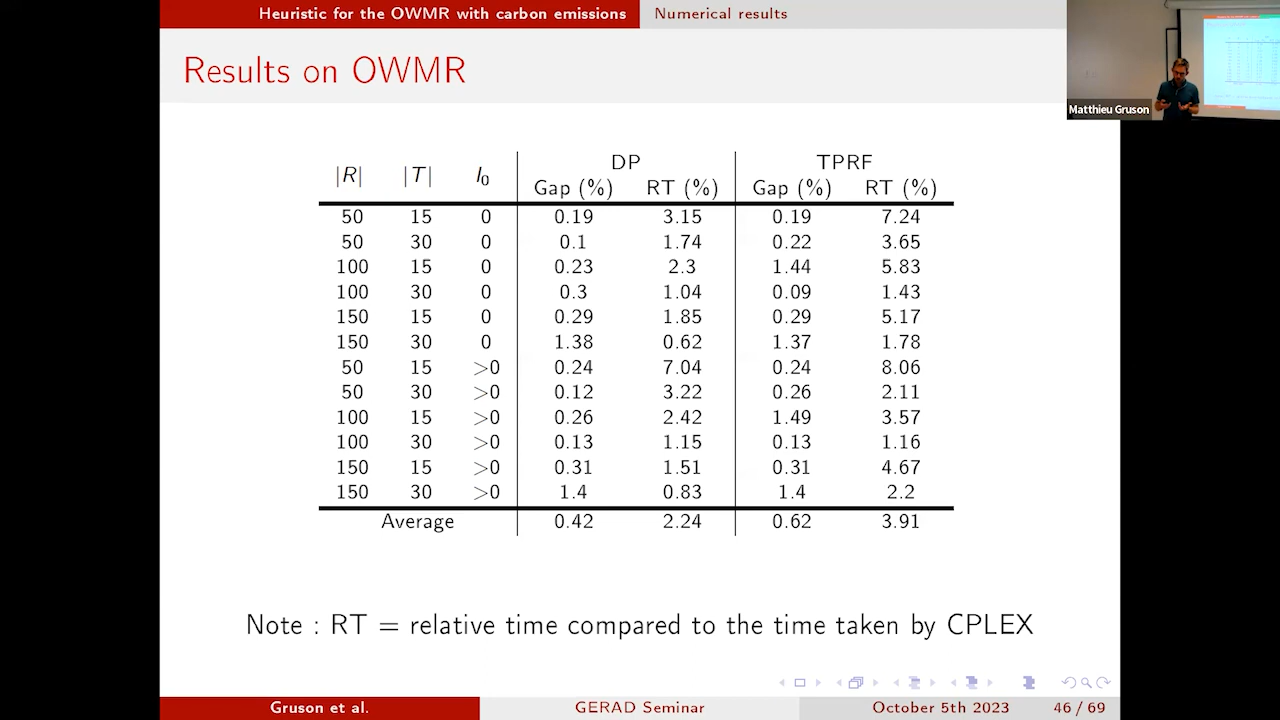 Heuristic for the OWMR with carbon emissions Numerical results
Results on OWMR
Matthieu Gruson
DP TPRF
|R| |T| I₀ Gap (%) RT (%) Gap (%) RT (%)
50 15 0 0.19 3.15 0.19 7.24
50 30 0 0.1 1.74 0.22 3.65
100 15 0 0.23 2.3 1.44 5.83
100 30 0 0.3 1.04 0.09 1.43
150 15 0 0.29 1.85 0.29 5.17
150 30 0 1.38 0.62 1.37 1.78
50 15 >0 0.24 7.04 0.24 8.06
50 30 >0 0.12 3.22 0.26 2.11
100 15 >0 0.26 2.42 1.49 3.57
100 30 >0 0.13 1.15 0.13 1.16
150 15 >0 0.31 1.51 0.31 4.67
150 30 >0 1.4 0.83 1.4 2.2
Average 0.42 2.24 0.62 3.91
Note : RT = relative time compared to the time taken by CPLEX
Gruson et al. GERAD Seminar October 5th 2023 46 / 69